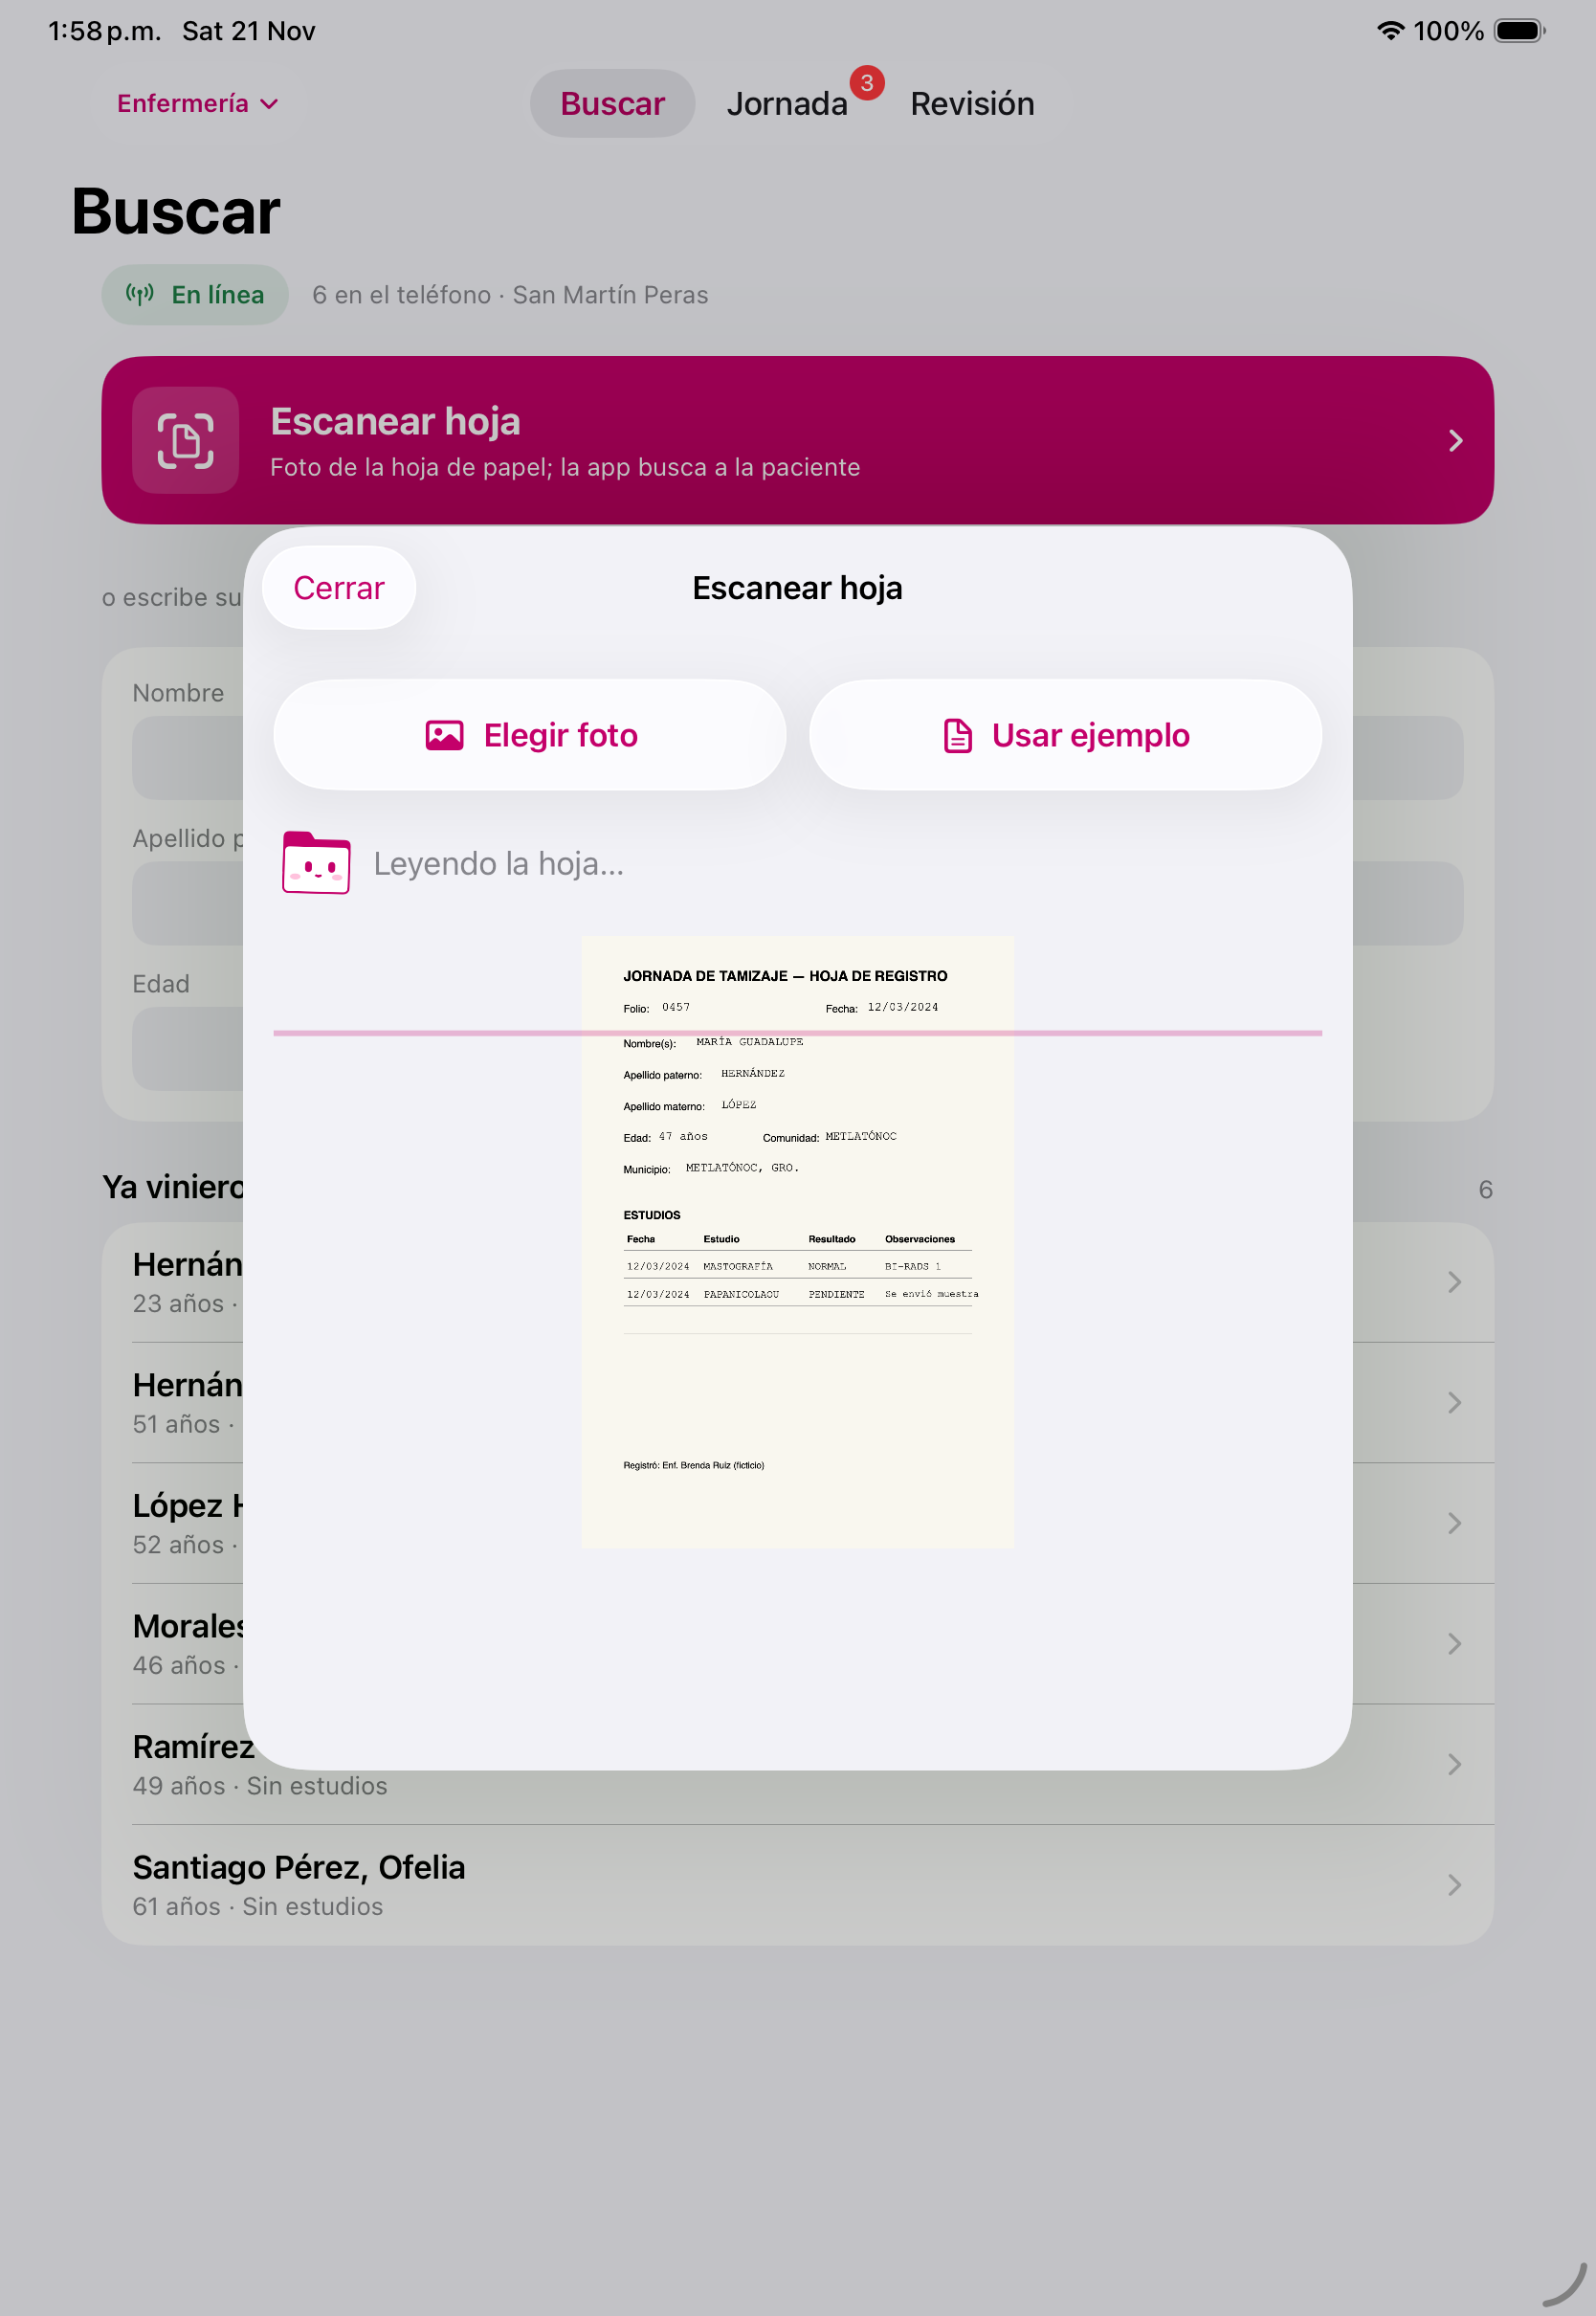 1:58 p.m. Sat 21 Nov 100%
Enfermería Buscar Jornada 3 Revisión
Buscar
En línea 6 en el teléfono · San Martín Peras
Escanear hoja
Foto de la hoja de papel; la app busca a la paciente
o escribe su
Cerrar Escanear hoja
Elegir foto Usar ejemplo
Leyendo la hoja...
JORNADA DE TAMIZAJE — HOJA DE REGISTRO
Folio: 0457 Fecha: 12/03/2024
Nombre(s): MARÍA GUADALUPE
Apellido paterno: HERNÁNDEZ
Apellido materno: LÓPEZ
Edad: 47 años Comunidad: METLATÓNOC
Municipio: METLATÓNOC, GRO.
ESTUDIOS
Fecha Estudio Resultado Observaciones
12/03/2024 MASTOGRAFÍA NORMAL BI-RADS 1
12/03/2024 PAPANICOLAOU PENDIENTE Se envió muestra
Registró: Enf. Brenda Ruiz (ficticio)
Nombre
Apellido
Edad
Ya 6
23 años ·
51 años ·
López
52 años ·
Morales
46 años ·
Ramírez
49 años · Sin estudios
Santiago Pérez, Ofelia
61 años · Sin estudios